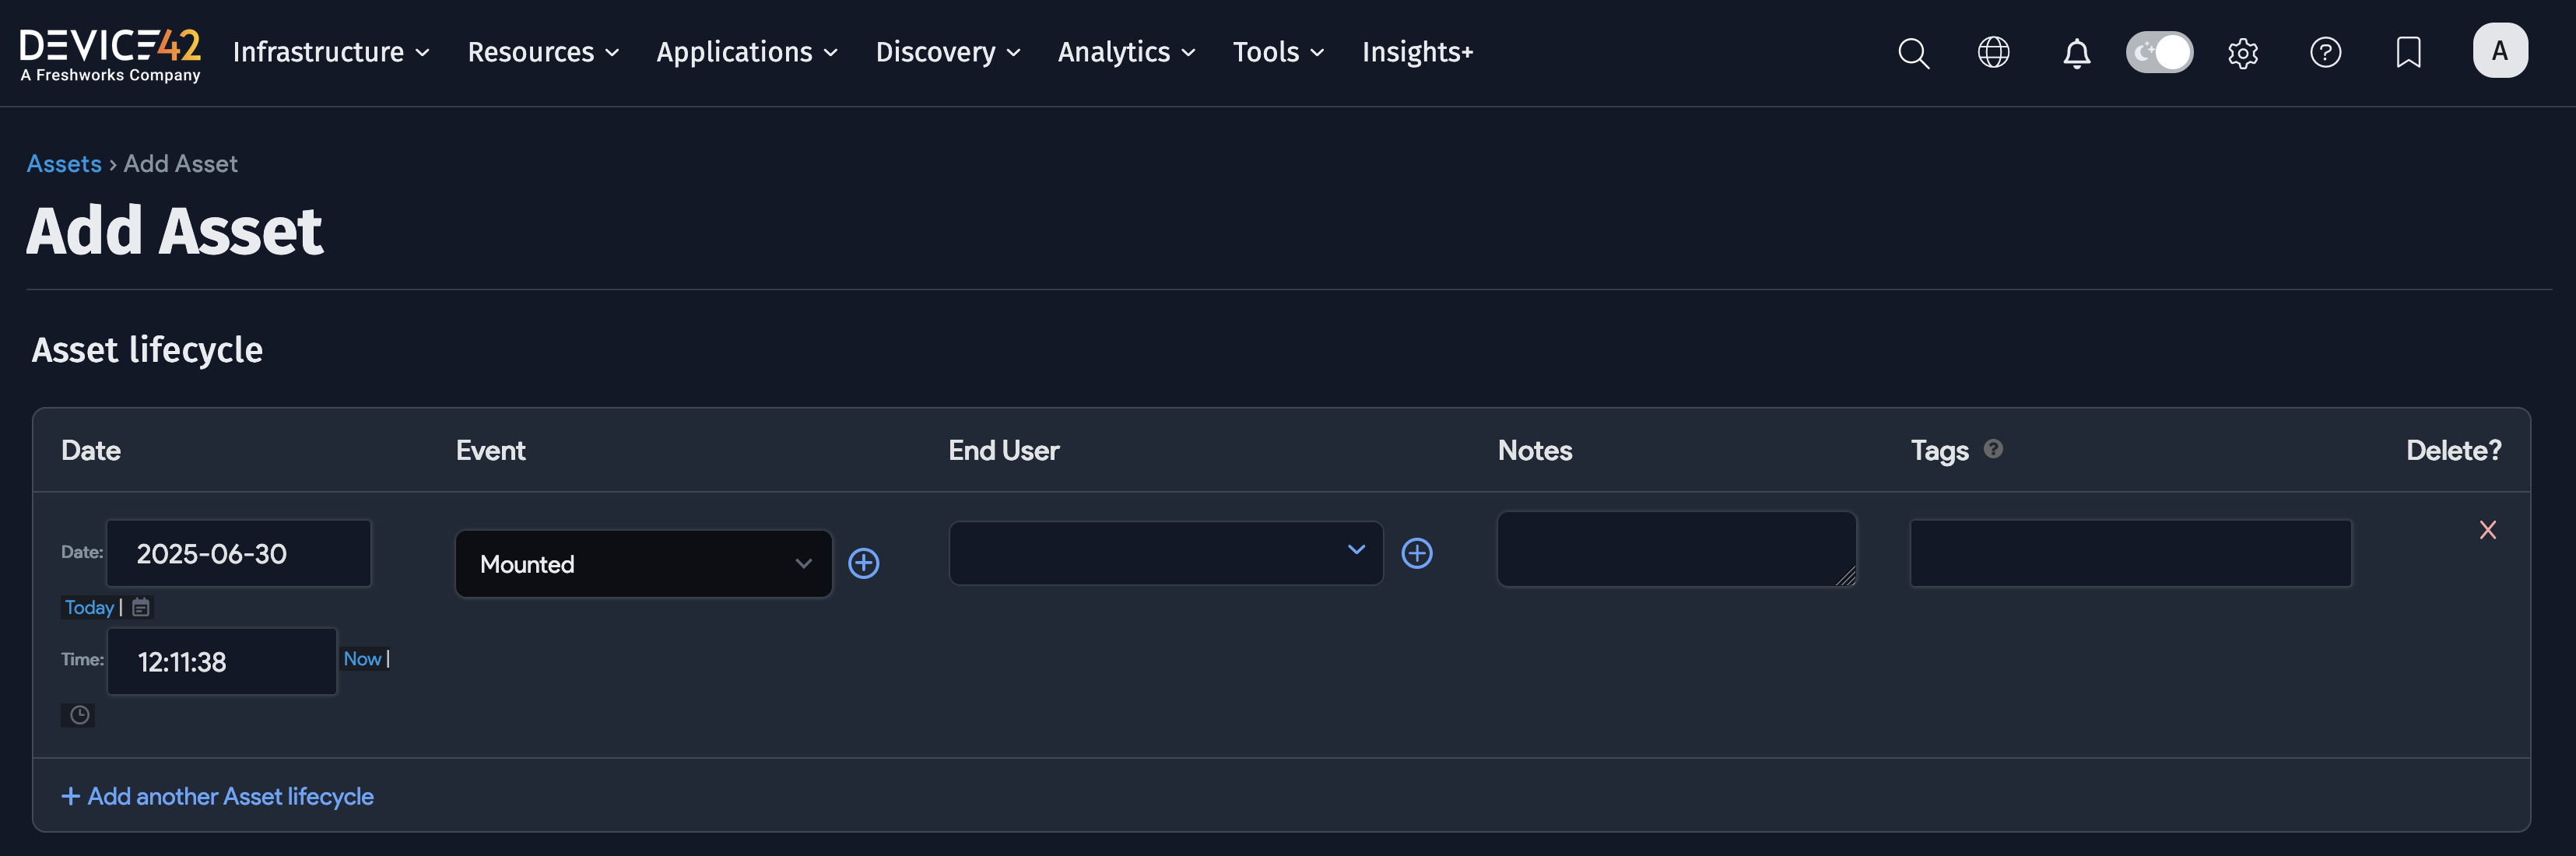 DEVICE42
A Freshworks Company
Infrastructure Resources Applications Discovery Analytics Tools Insights+
A
Assets › Add Asset
Add Asset
Asset lifecycle
Date Event End User Notes Tags Delete?
Date: 2025-06-30 Mounted
Today |
Time: 12:11:38 Now |
+ Add another Asset lifecycle